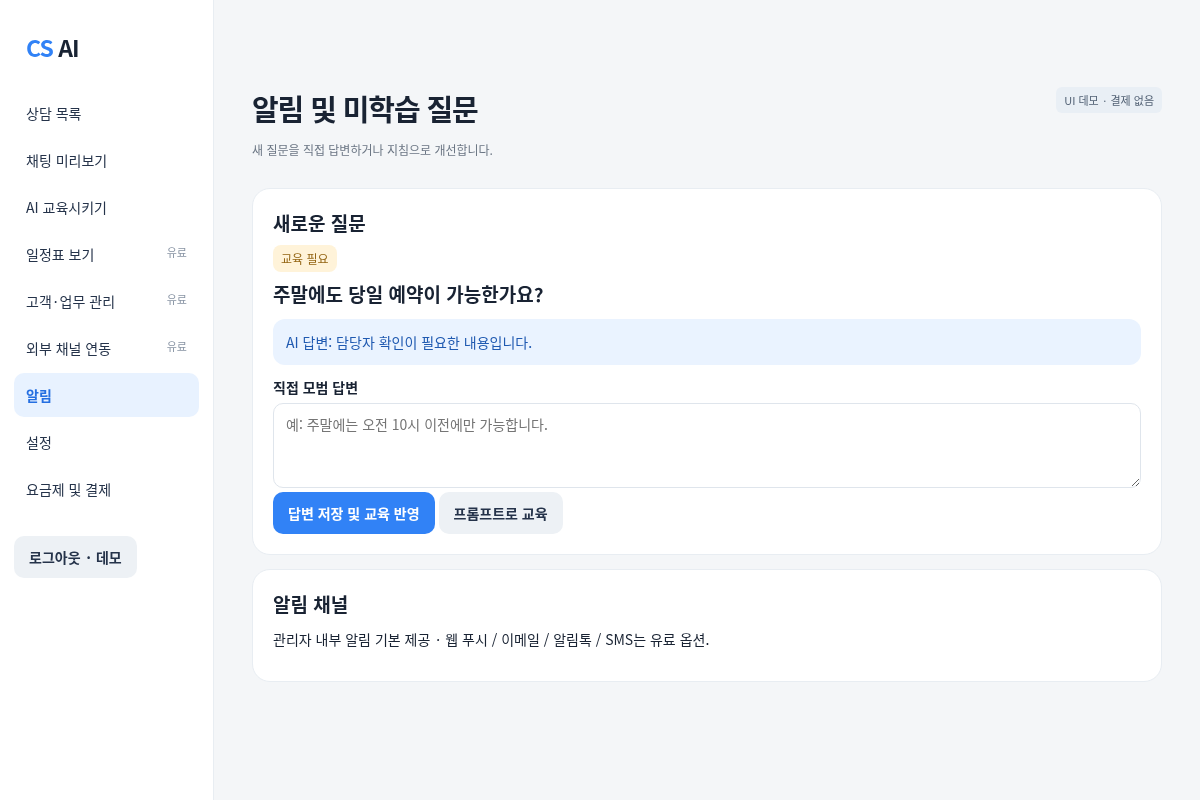 CS AI
상담 목록
채팅 미리보기
AI 교육시키기
일정표 보기 유료
고객·업무 관리 유료
외부 채널 연동 유료
알림
설정
요금제 및 결제
로그아웃 · 데모
알림 및 미학습 질문
UI 데모 · 결제 없음
새 질문을 직접 답변하거나 지침으로 개선합니다.
새로운 질문
교육 필요
주말에도 당일 예약이 가능한가요?
AI 답변: 담당자 확인이 필요한 내용입니다.
직접 모범 답변
예: 주말에는 오전 10시 이전에만 가능합니다.
답변 저장 및 교육 반영 프롬프트로 교육
알림 채널
관리자 내부 알림 기본 제공 · 웹 푸시 / 이메일 / 알림톡 / SMS는 유료 옵션.